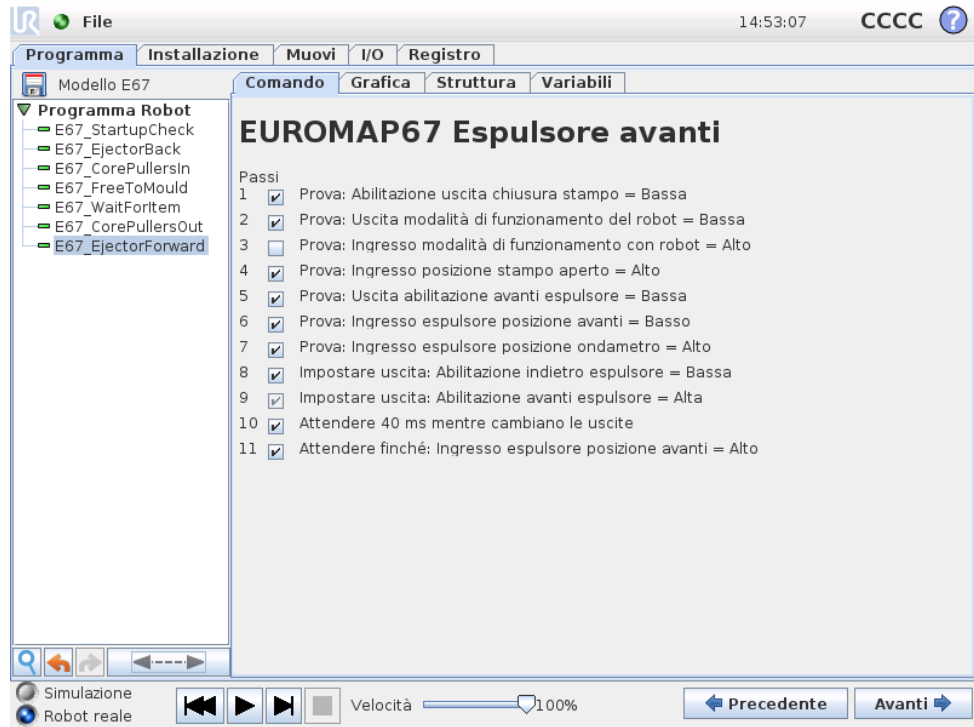 UR File 14:53:07 CCCC ?
Programma Installazione Muovi I/O Registro
Modello E67
Comando Grafica Struttura Variabili
Programma Robot
E67_StartupCheck
E67_EjectorBack
E67_CorePullersIn
E67_FreeToMould
E67_WaitForItem
E67_CorePullersOut
E67_EjectorForward
EUROMAP67 Espulsore avanti
Passi
1 Prova: Abilitazione uscita chiusura stampo = Bassa
2 Prova: Uscita modalità di funzionamento del robot = Bassa
3 Prova: Ingresso modalità di funzionamento con robot = Alto
4 Prova: Ingresso posizione stampo aperto = Alto
5 Prova: Uscita abilitazione avanti espulsore = Bassa
6 Prova: Ingresso espulsore posizione avanti = Basso
7 Prova: Ingresso espulsore posizione ondametro = Alto
8 Impostare uscita: Abilitazione indietro espulsore = Bassa
9 Impostare uscita: Abilitazione avanti espulsore = Alta
10 Attendere 40 ms mentre cambiano le uscite
11 Attendere finché: Ingresso espulsore posizione avanti = Alto
Simulazione
Robot reale
Velocità 100%
Precedente Avanti